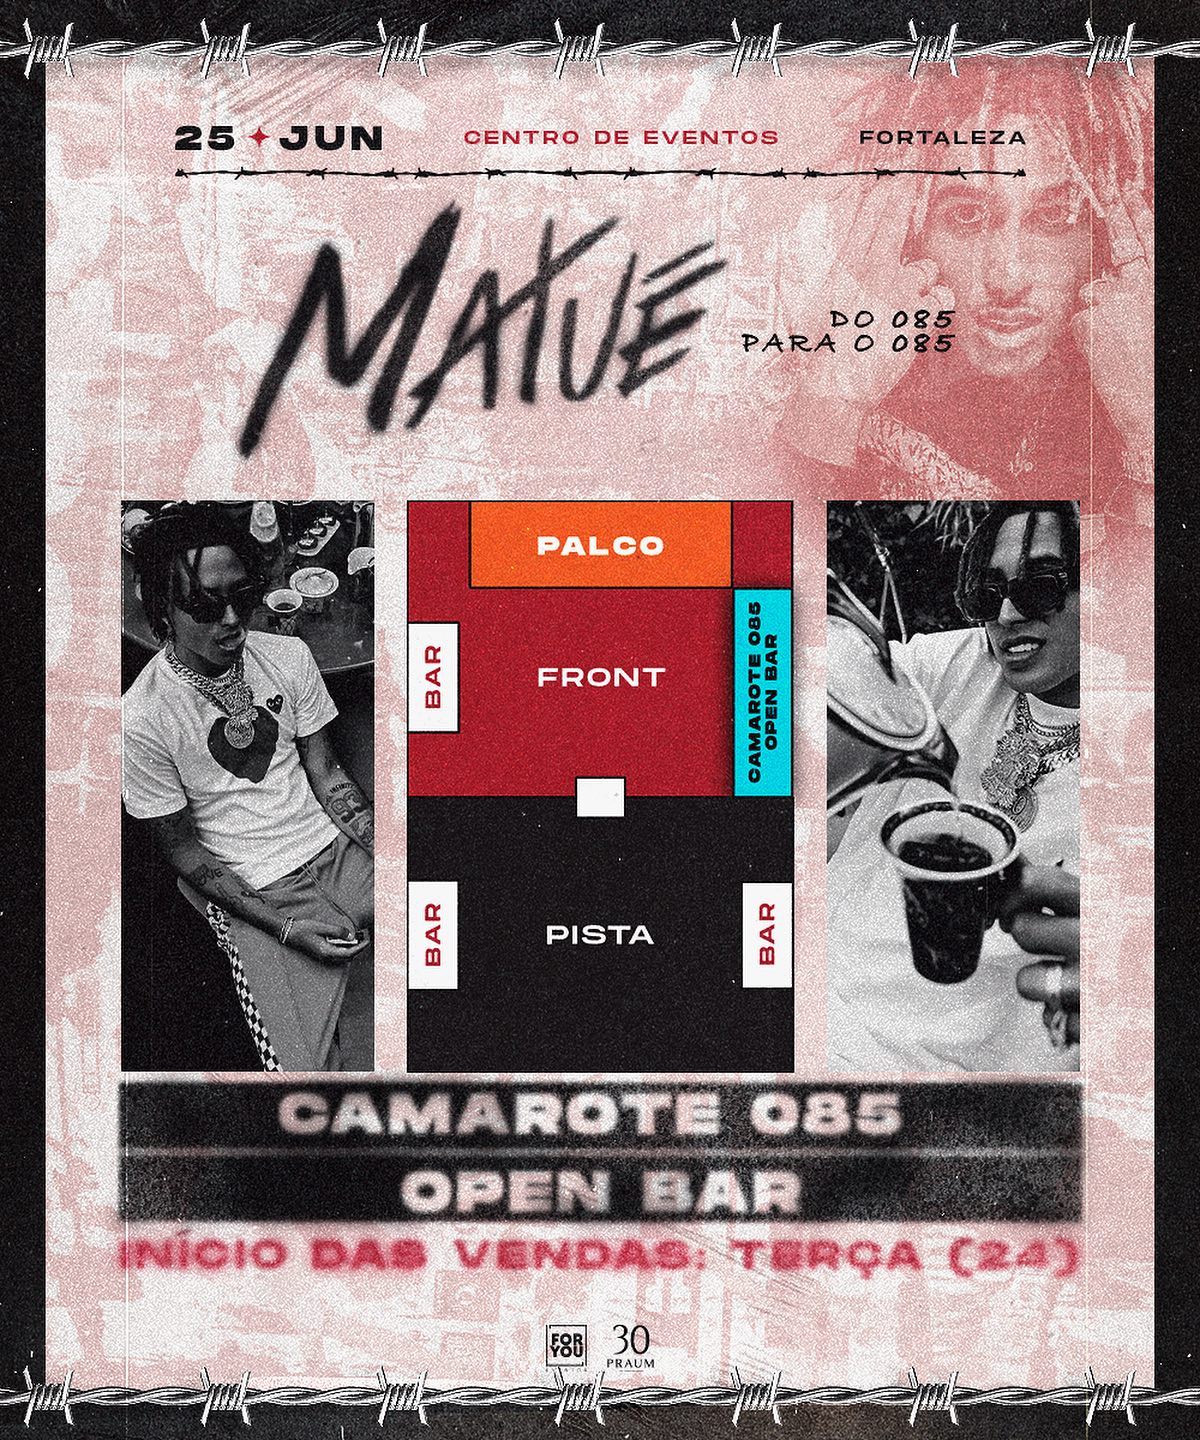 25 ✦ JUN
CENTRO DE EVENTOS
FORTALEZA
MATUÊ
DO 085
PARA O 085
PALCO
BAR
FRONT
CAMAROTE 085
OPEN BAR
BAR
PISTA
BAR
CAMAROTE 085
OPEN BAR
INÍCIO DAS VENDAS: TERÇA (24)
FOR
YOU
30
PRAUM